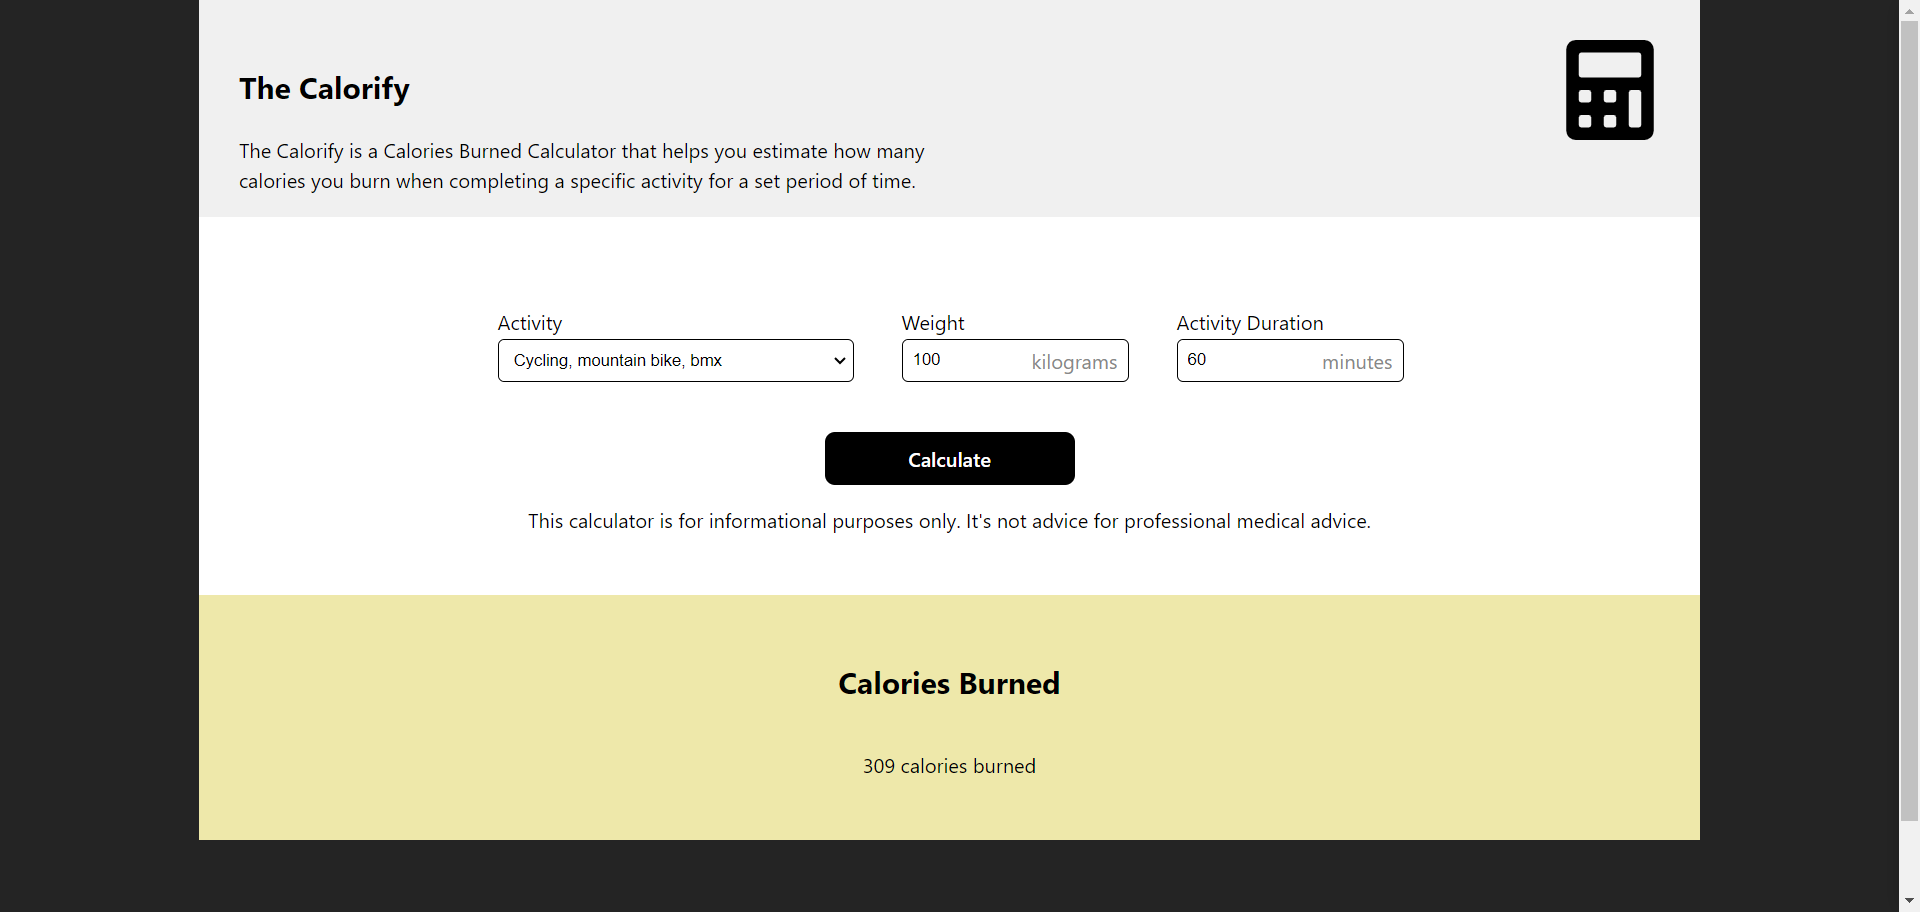 The Calorify
The Calorify is a Calories Burned Calculator that helps you estimate how many
calories you burn when completing a specific activity for a set period of time.
Activity
Weight
Activity Duration
Cycling, mountain bike, bmx
100 kilograms
60 minutes
Calculate
This calculator is for informational purposes only. It's not advice for professional medical advice.
Calories Burned
309 calories burned